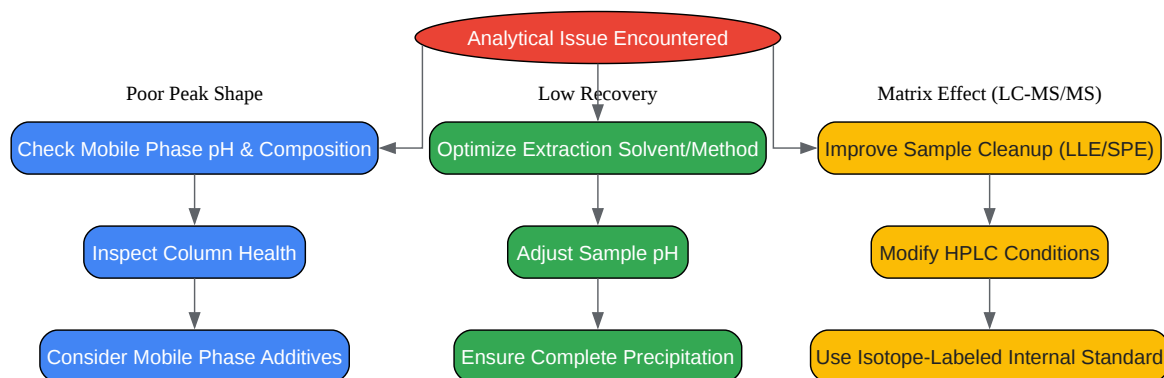 Analytical Issue Encountered
Poor Peak Shape
Low Recovery
Matrix Effect (LC-MS/MS)
Check Mobile Phase pH & Composition
Optimize Extraction Solvent/Method
Improve Sample Cleanup (LLE/SPE)
Inspect Column Health
Adjust Sample pH
Modify HPLC Conditions
Consider Mobile Phase Additives
Ensure Complete Precipitation
Use Isotope-Labeled Internal Standard